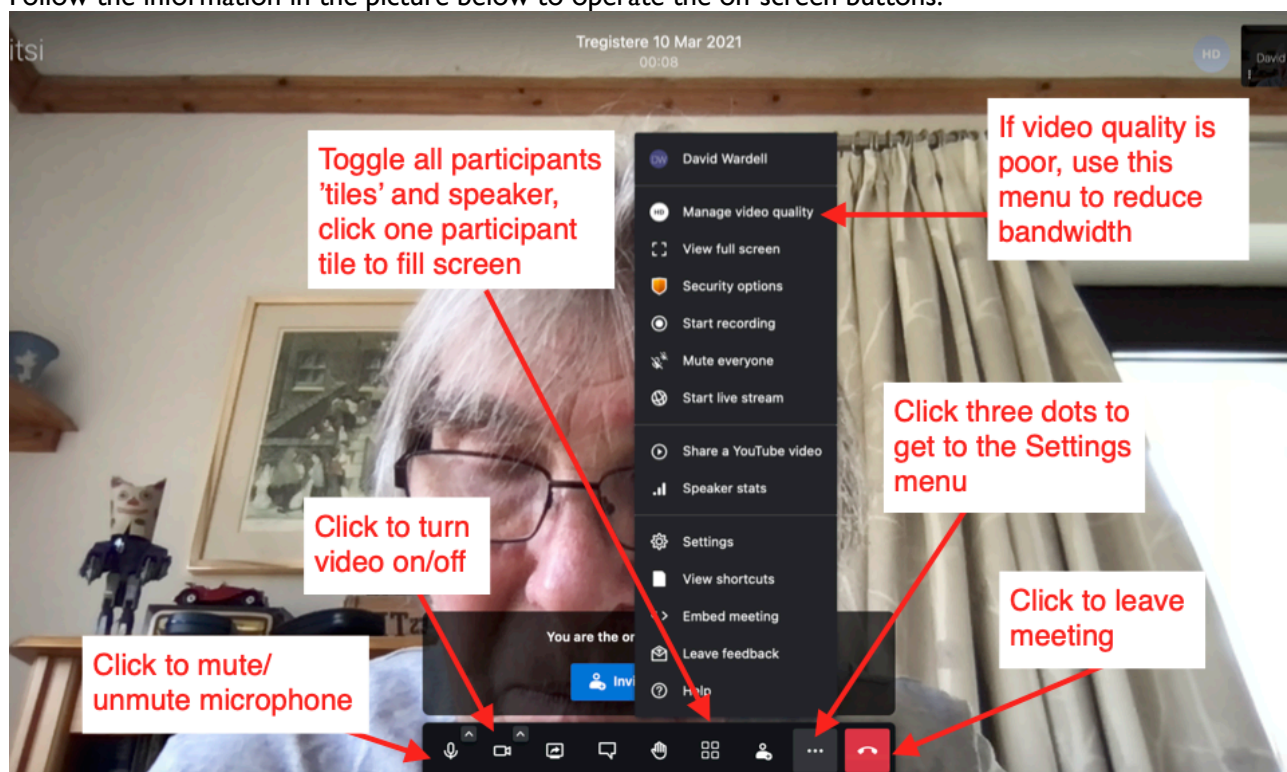 Follow the information in the picture below to operate the on-screen buttons.
itsi
Tregistere 10 Mar 2021
00:08
HD
David
Toggle all participants
'tiles' and speaker,
click one participant
tile to fill screen
If video quality is
poor, use this
menu to reduce
bandwidth
DW David Wardell
HD Manage video quality
View full screen
Security options
Start recording
Mute everyone
Start live stream
Share a YouTube video
Speaker stats
Settings
View shortcuts
Embed meeting
Leave feedback
Help
Click three dots to
get to the Settings
menu
Click to turn
video on/off
Click to leave
meeting
Click to mute/
unmute microphone
You are the or
Invi